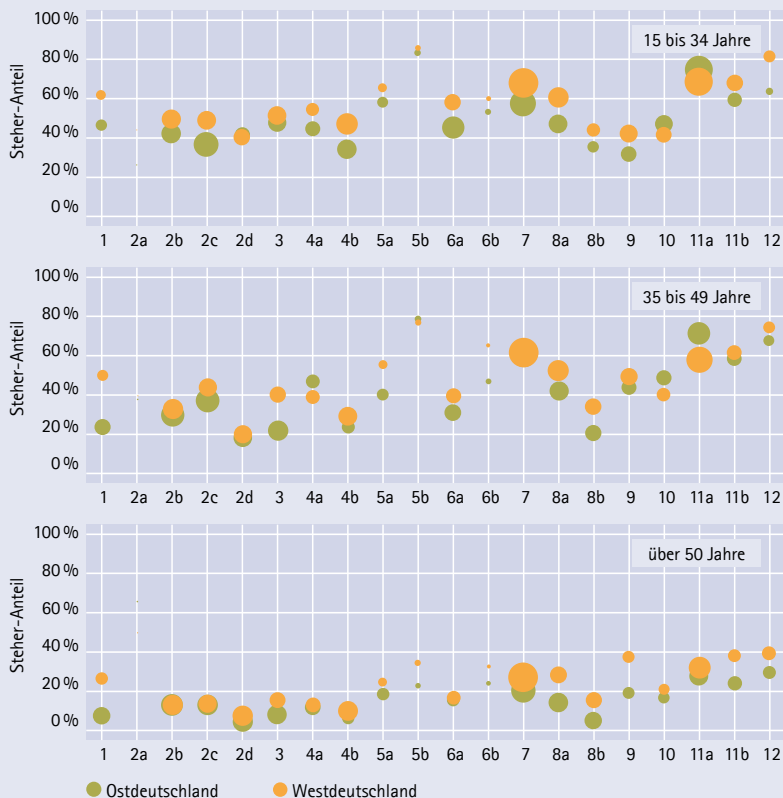 100 %
15 bis 34 Jahre
80 %
60 %
40 %
20 %
0 %
Steher-Anteil
1 2a 2b 2c 2d 3 4a 4b 5a 5b 6a 6b 7 8a 8b 9 10 11a 11b 12
100 %
35 bis 49 Jahre
80 %
60 %
40 %
20 %
0 %
Steher-Anteil
1 2a 2b 2c 2d 3 4a 4b 5a 5b 6a 6b 7 8a 8b 9 10 11a 11b 12
100 %
über 50 Jahre
80 %
60 %
40 %
20 %
0 %
Steher-Anteil
1 2a 2b 2c 2d 3 4a 4b 5a 5b 6a 6b 7 8a 8b 9 10 11a 11b 12
Ostdeutschland Westdeutschland